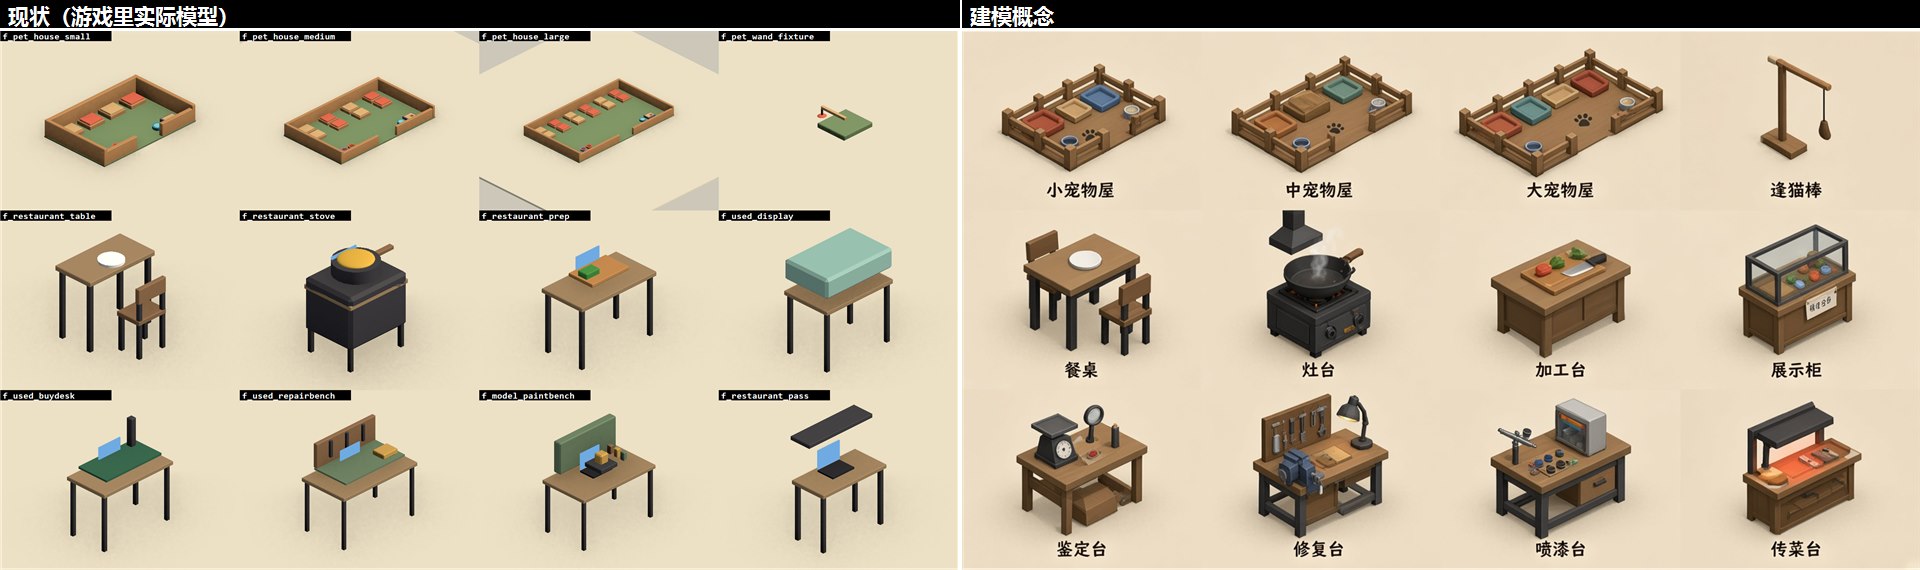 现状（游戏里实际模型）
建模概念
f_pet_house_small
f_pet_house_medium
f_pet_house_large
f_pet_wand_fixture
小宠物屋
中宠物屋
大宠物屋
逢猫棒
f_restaurant_table
f_restaurant_stove
f_restaurant_prep
f_used_display
餐桌
灶台
加工台
展示柜
f_used_buydesk
f_used_repairbench
f_model_paintbench
f_restaurant_pass
鉴定台
修复台
喷漆台
传菜台